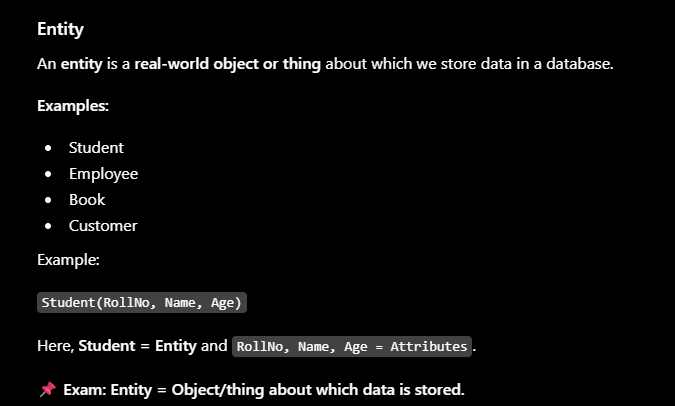 Entity
An entity is a real-world object or thing about which we store data in a database.
Examples:
• Student
• Employee
• Book
• Customer
Example:
Student(RollNo, Name, Age)
Here, Student = Entity and RollNo, Name, Age = Attributes.
📌 Exam: Entity = Object/thing about which data is stored.